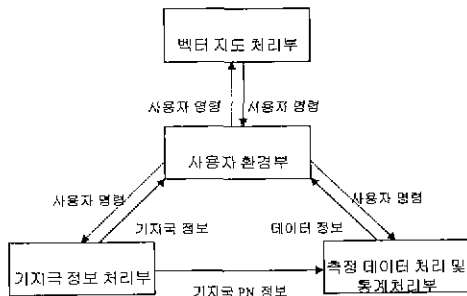 벡터 지도 처리부
사용자 명령 사용자 명령
사용자 환경부
사용자 명령 사용자 명령
기지국 정보 데이터 정보
기지국 정보 처리부
측정 데이터 처리 및
통계처리부
기지국 PN 정보